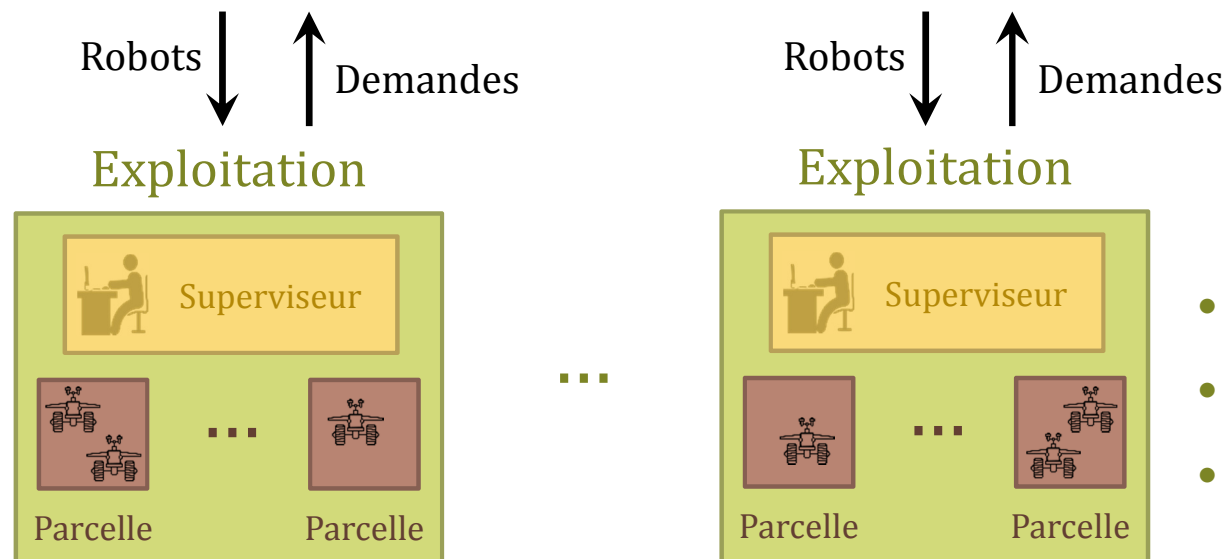 Robots
Demandes
Robots
Demandes
Exploitation
Exploitation
Superviseur
Superviseur
...
...
...
Parcelle
Parcelle
Parcelle
Parcelle